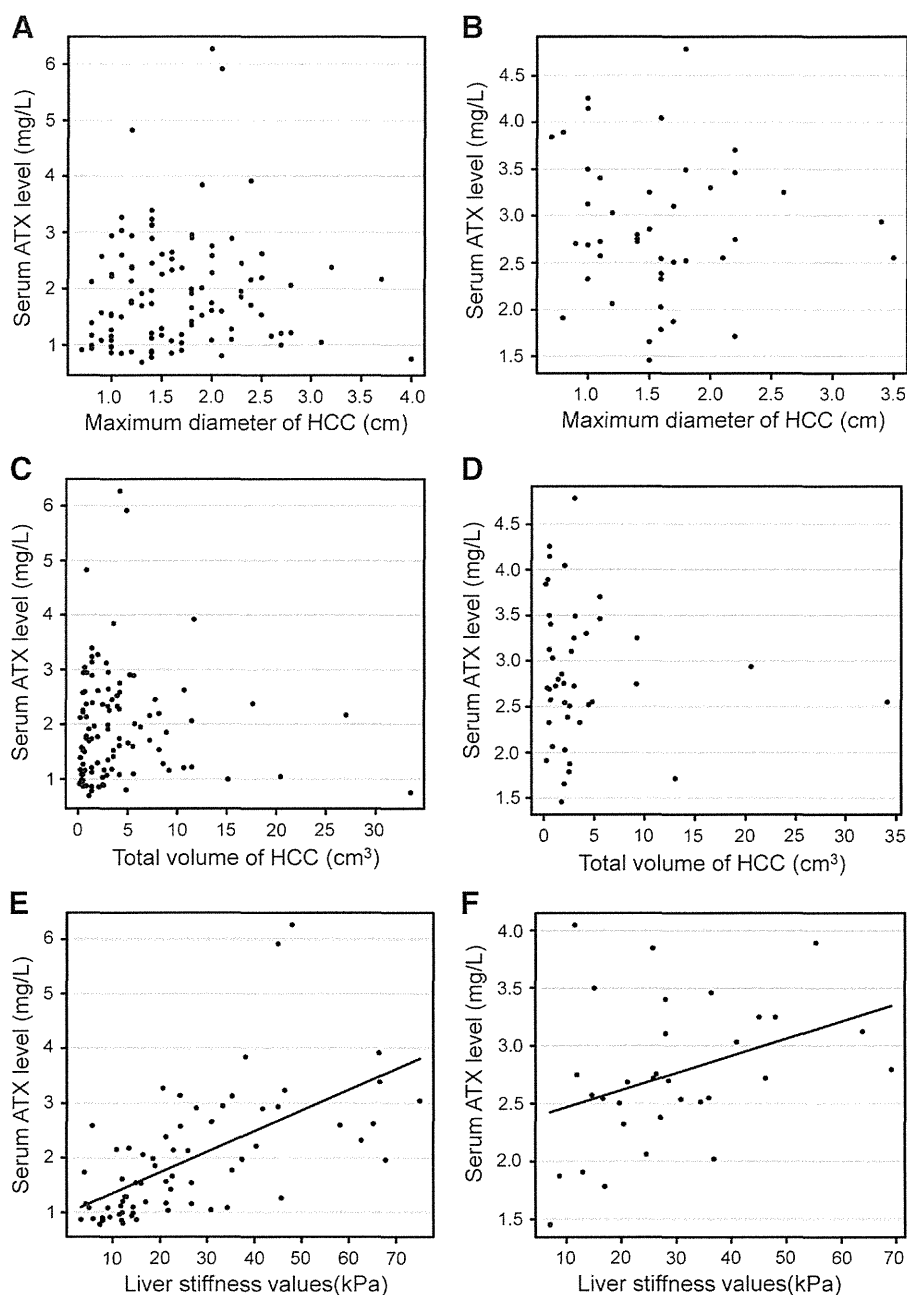 A
Serum ATX level (mg/L)
6
5
4
3
2
1
1.0 1.5 2.0 2.5 3.0 3.5 4.0
Maximum diameter of HCC (cm)
B
Serum ATX level (mg/L)
4.5
4.0
3.5
3.0
2.5
2.0
1.5
1.0 1.5 2.0 2.5 3.0 3.5
Maximum diameter of HCC (cm)
C
Serum ATX level (mg/L)
6
5
4
3
2
1
0 5 10 15 20 25 30
Total volume of HCC (cm³)
D
Serum ATX level (mg/L)
4.5
4.0
3.5
3.0
2.5
2.0
1.5
0 5 10 15 20 25 30 35
Total volume of HCC (cm³)
E
Serum ATX level (mg/L)
6
5
4
3
2
1
10 20 30 40 50 60 70
Liver stiffness values(kPa)
F
Serum ATX level (mg/L)
4.0
3.5
3.0
2.5
2.0
1.5
10 20 30 40 50 60 70
Liver stiffness values(kPa)